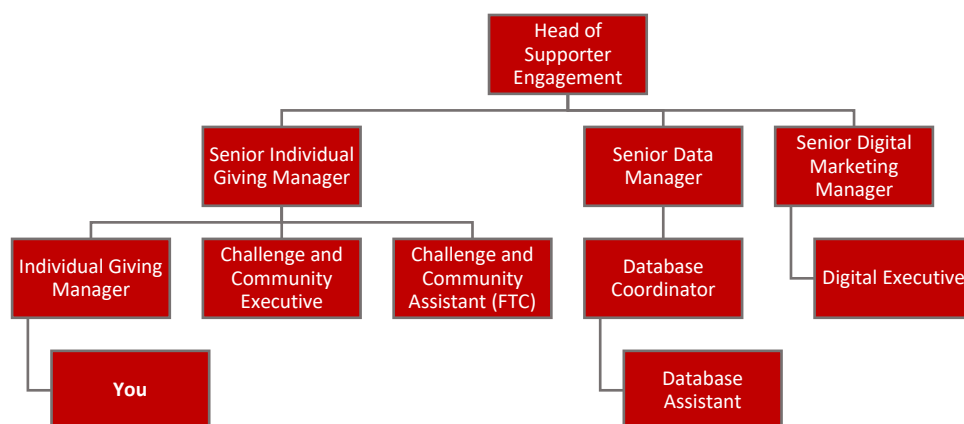 Head of
Supporter
Engagement
Senior Individual
Giving Manager
Senior Data
Manager
Senior Digital
Marketing
Manager
Individual Giving
Manager
Challenge and
Community
Executive
Challenge and
Community
Assistant (FTC)
Database
Coordinator
Digital Executive
You
Database
Assistant